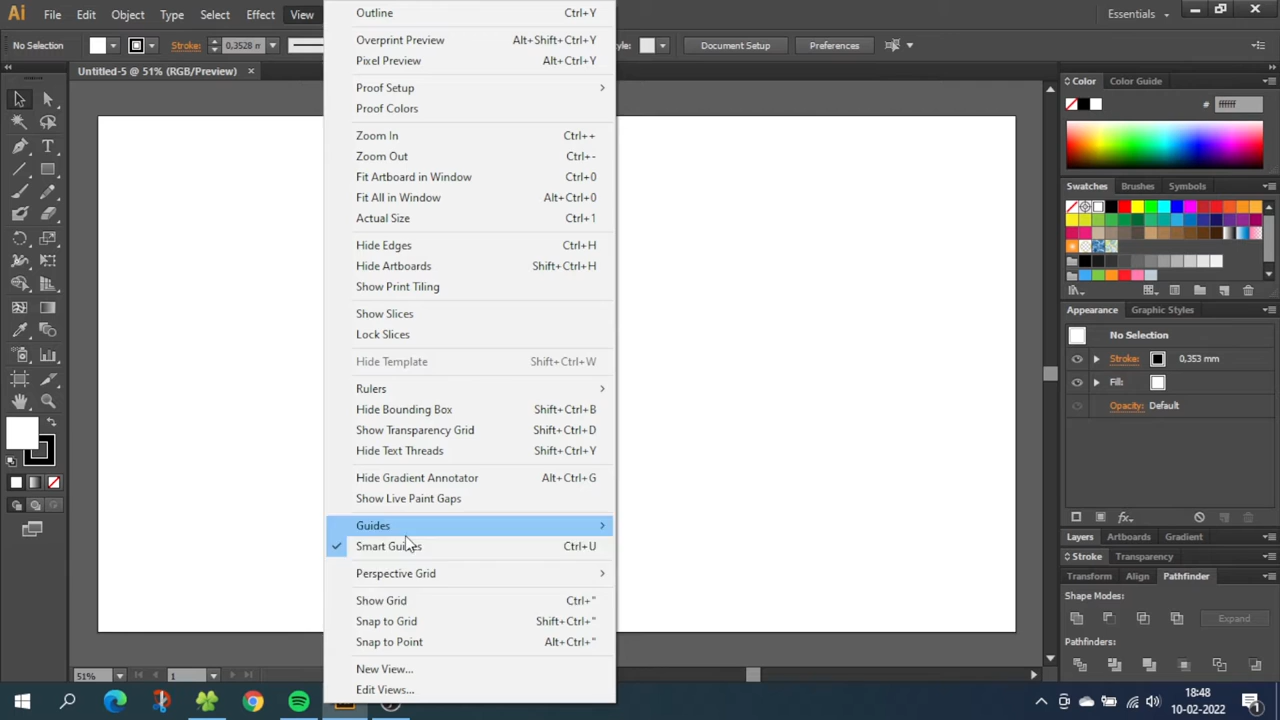 Ai File Edit Object Type Select Effect View Essentials
No Selection Stroke: 0,3528 m Document Setup Preferences
Untitled-5 @ 51% (RGB/Preview)
Outline Ctrl+Y
Overprint Preview Alt+Shift+Ctrl+Y
Pixel Preview Alt+Ctrl+Y
Proof Setup
Proof Colors
Zoom In Ctrl++
Zoom Out Ctrl+-
Fit Artboard in Window Ctrl+0
Fit All in Window Alt+Ctrl+0
Actual Size Ctrl+1
Hide Edges Ctrl+H
Hide Artboards Shift+Ctrl+H
Show Print Tiling
Show Slices
Lock Slices
Hide Template Shift+Ctrl+W
Rulers
Hide Bounding Box Shift+Ctrl+B
Show Transparency Grid Shift+Ctrl+D
Hide Text Threads Shift+Ctrl+Y
Hide Gradient Annotator Alt+Ctrl+G
Show Live Paint Gaps
Guides
Smart Guides Ctrl+U
Perspective Grid
Show Grid Ctrl+"
Snap to Grid Shift+Ctrl+"
Snap to Point Alt+Ctrl+"
New View...
Edit Views...
Color Color Guide
# ffffff
Swatches Brushes Symbols
Appearance Graphic Styles
No Selection
Stroke: 0,353 mm
Fill:
Opacity: Default
fx
Layers Artboards Gradient
Stroke Transparency
Transform Align Pathfinder
Shape Modes:
Expand
Pathfinders:
51% 1
18:48
10-02-2022